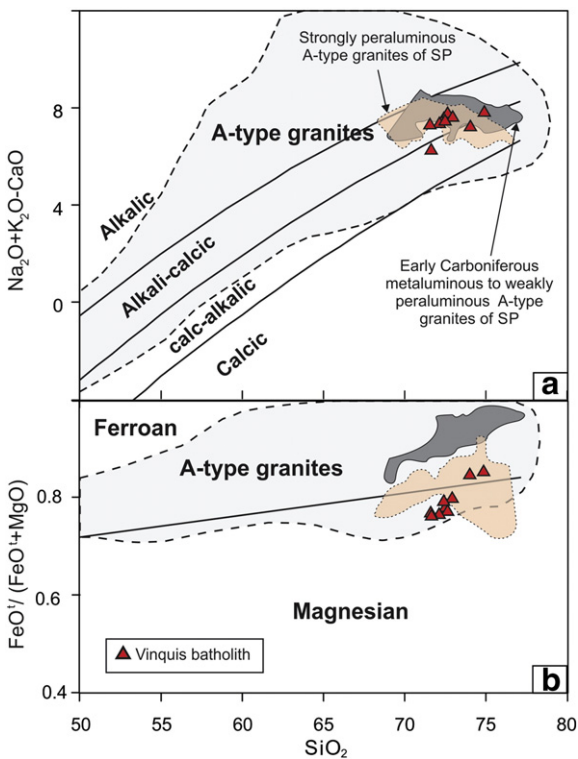 Na₂O+K₂O-CaO
8
4
0
Strongly peraluminous
A-type granites of SP
A-type granites
Alkalic
Alkali-calcic
calc-alkalic
Calcic
Early Carboniferous
metaluminous to weakly
peraluminous A-type
granites of SP
a
FeOᵗ/ (FeOᵗ+MgO)
0.8
0.6
0.4
Ferroan
A-type granites
Magnesian
Vinquis batholith
b
50 55 60 65 70 75 80
SiO₂